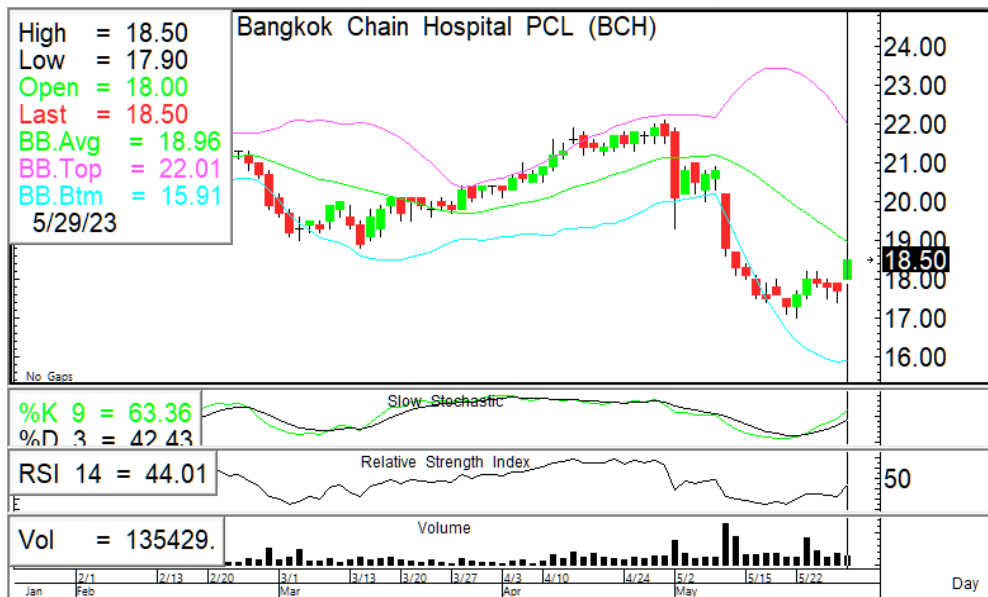 Bangkok Chain Hospital PCL (BCH)
High = 18.50
Low = 17.90
Open = 18.00
Last = 18.50
BB.Avg = 18.96
BB.Top = 22.01
BB.Btm = 15.91
5/29/23
24.00
23.00
22.00
21.00
20.00
19.00
18.50
18.00
17.00
16.00
No Gaps
Slow Stochastic
%K 9 = 63.36
%D 3 = 42.43
Relative Strength Index
RSI 14 = 44.01
50
Volume
Vol = 135429.
2/1 2/13 2/20 3/1 3/13 3/20 3/27 4/3 4/10 4/24 5/2 5/15 5/22
Jan Feb Mar Apr May Day